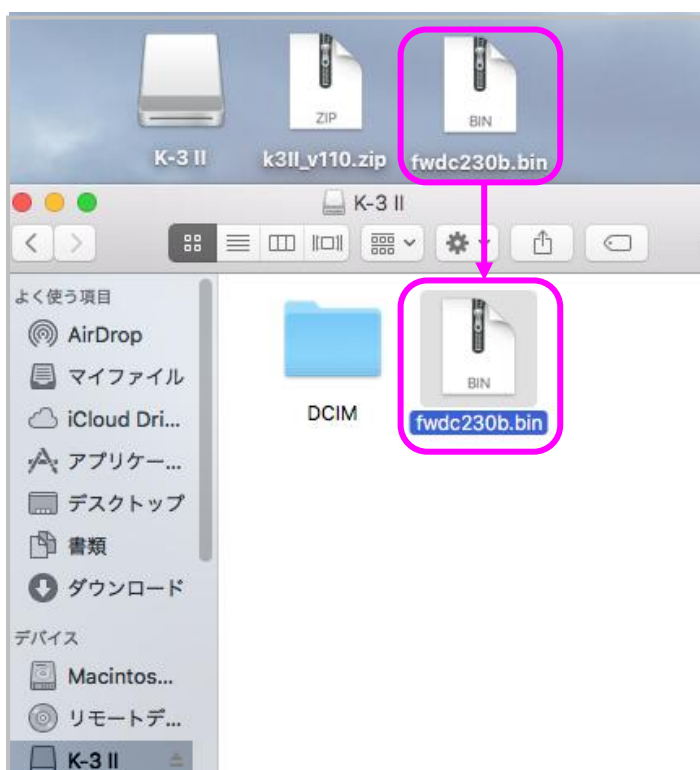 ZIP
BIN
K-3 II
k3II_v110.zip
fwdc230b.bin
K-3 II
よく使う項目
AirDrop
マイファイル
iCloud Dri...
アプリケー...
デスクトップ
書類
ダウンロード
デバイス
Macintos...
リモートデ...
K-3 II
BIN
DCIM
fwdc230b.bin